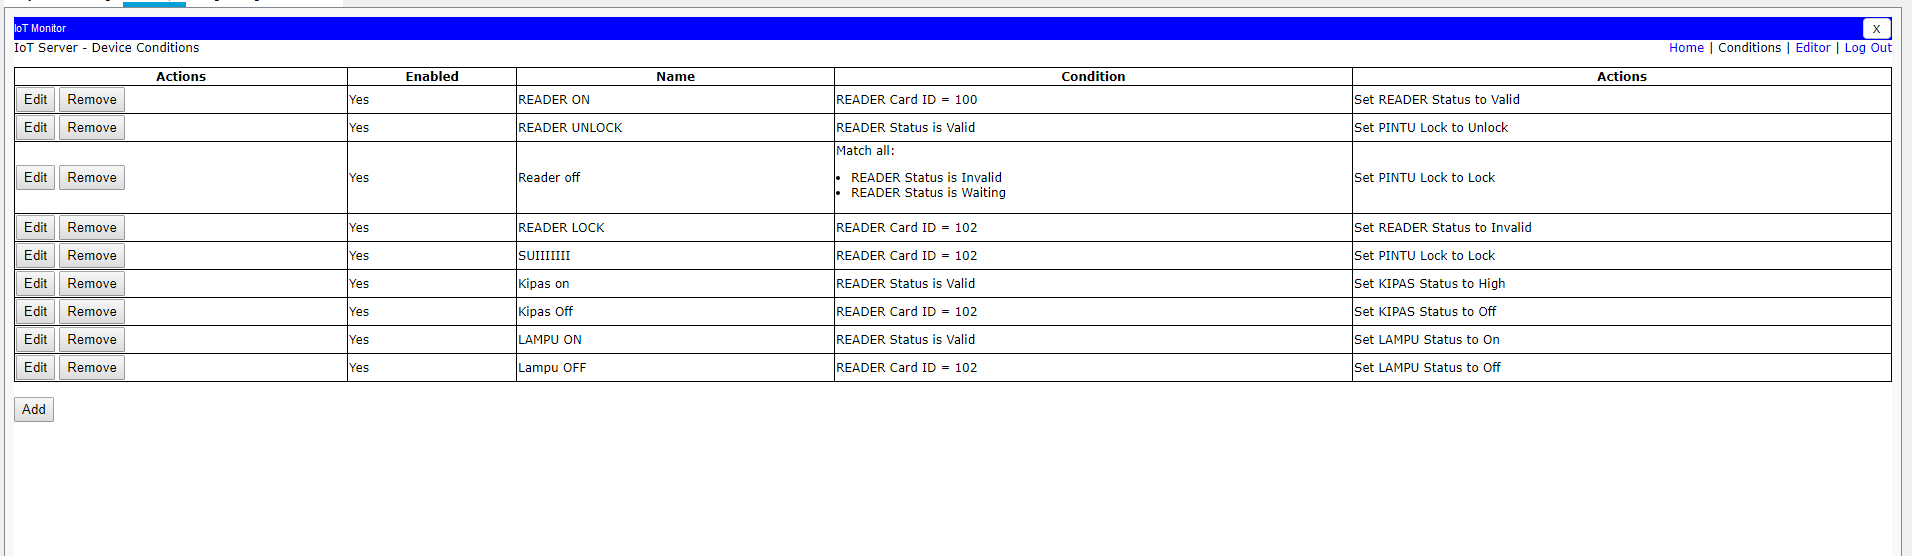 IoT Monitor
X
IoT Server - Device Conditions
Home | Conditions | Editor | Log Out
Actions Enabled Name Condition Actions
Edit Remove Yes READER ON READER Card ID = 100 Set READER Status to Valid
Edit Remove Yes READER UNLOCK READER Status is Valid Set PINTU Lock to Unlock
Match all:
Edit Remove Yes Reader off • READER Status is Invalid Set PINTU Lock to Lock
• READER Status is Waiting
Edit Remove Yes READER LOCK READER Card ID = 102 Set READER Status to Invalid
Edit Remove Yes SUIIIIIII READER Card ID = 102 Set PINTU Lock to Lock
Edit Remove Yes Kipas on READER Status is Valid Set KIPAS Status to High
Edit Remove Yes Kipas Off READER Card ID = 102 Set KIPAS Status to Off
Edit Remove Yes LAMPU ON READER Status is Valid Set LAMPU Status to On
Edit Remove Yes Lampu OFF READER Card ID = 102 Set LAMPU Status to Off
Add